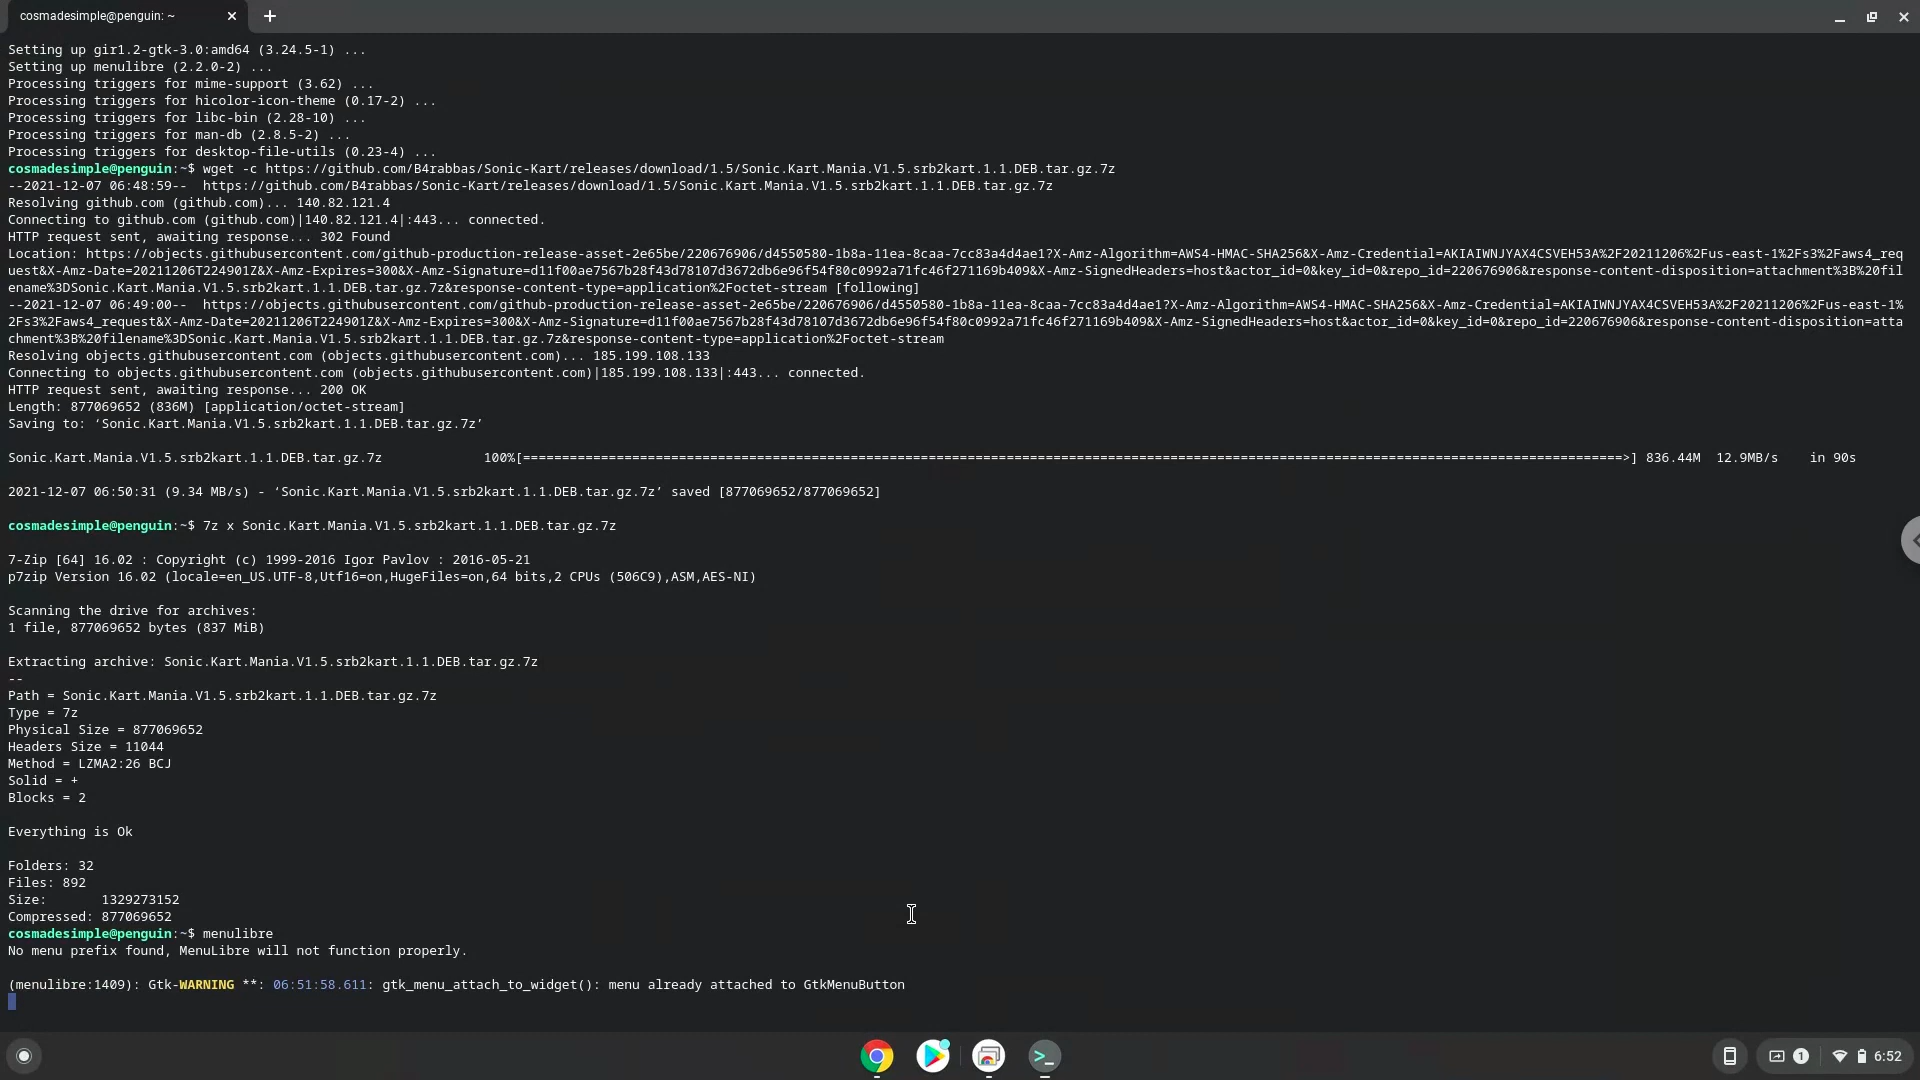 cosmadesimple@penguin: ~
Setting up gir1.2-gtk-3.0:amd64 (3.24.5-1) ...
Setting up menulibre (2.2.0-2) ...
Processing triggers for mime-support (3.62) ...
Processing triggers for hicolor-icon-theme (0.17-2) ...
Processing triggers for libc-bin (2.28-10) ...
Processing triggers for man-db (2.8.5-2) ...
Processing triggers for desktop-file-utils (0.23-4) ...
cosmadesimple@penguin:~$ wget -c https://github.com/B4rabbas/Sonic-Kart/releases/download/1.5/Sonic.Kart.Mania.V1.5.srb2kart.1.1.DEB.tar.gz.7z
--2021-12-07 06:48:59--  https://github.com/B4rabbas/Sonic-Kart/releases/download/1.5/Sonic.Kart.Mania.V1.5.srb2kart.1.1.DEB.tar.gz.7z
Resolving github.com (github.com)... 140.82.121.4
Connecting to github.com (github.com)|140.82.121.4|:443... connected.
HTTP request sent, awaiting response... 302 Found
Location: https://objects.githubusercontent.com/github-production-release-asset-2e65be/220676906/d4550580-1b8a-11ea-8caa-7cc83a4d4ae1?X-Amz-Algorithm=AWS4-HMAC-SHA256&X-Amz-Credential=AKIAIWNJYAX4CSVEH53A%2F20211206%2Fus-east-1%2Fs3%2Faws4_req
uest&X-Amz-Date=20211206T224901Z&X-Amz-Expires=300&X-Amz-Signature=d11f00ae7567b28f43d78107d3672db6e96f54f80c0992a71fc46f271169b409&X-Amz-SignedHeaders=host&actor_id=0&key_id=0&repo_id=220676906&response-content-disposition=attachment%3B%20fil
ename%3DSonic.Kart.Mania.V1.5.srb2kart.1.1.DEB.tar.gz.7z&response-content-type=application%2Foctet-stream [following]
--2021-12-07 06:49:00--  https://objects.githubusercontent.com/github-production-release-asset-2e65be/220676906/d4550580-1b8a-11ea-8caa-7cc83a4d4ae1?X-Amz-Algorithm=AWS4-HMAC-SHA256&X-Amz-Credential=AKIAIWNJYAX4CSVEH53A%2F20211206%2Fus-east-1%
2Fs3%2Faws4_request&X-Amz-Date=20211206T224901Z&X-Amz-Expires=300&X-Amz-Signature=d11f00ae7567b28f43d78107d3672db6e96f54f80c0992a71fc46f271169b409&X-Amz-SignedHeaders=host&actor_id=0&key_id=0&repo_id=220676906&response-content-disposition=atta
chment%3B%20filename%3DSonic.Kart.Mania.V1.5.srb2kart.1.1.DEB.tar.gz.7z&response-content-type=application%2Foctet-stream
Resolving objects.githubusercontent.com (objects.githubusercontent.com)... 185.199.108.133
Connecting to objects.githubusercontent.com (objects.githubusercontent.com)|185.199.108.133|:443... connected.
HTTP request sent, awaiting response... 200 OK
Length: 877069652 (836M) [application/octet-stream]
Saving to: ‘Sonic.Kart.Mania.V1.5.srb2kart.1.1.DEB.tar.gz.7z’
Sonic.Kart.Mania.V1.5.srb2kart.1.1.DEB.tar.gz.7z 100%[=============================================================================================================================================>] 836.44M  12.9MB/s    in 90s
2021-12-07 06:50:31 (9.34 MB/s) - ‘Sonic.Kart.Mania.V1.5.srb2kart.1.1.DEB.tar.gz.7z’ saved [877069652/877069652]
cosmadesimple@penguin:~$ 7z x Sonic.Kart.Mania.V1.5.srb2kart.1.1.DEB.tar.gz.7z
7-Zip [64] 16.02 : Copyright (c) 1999-2016 Igor Pavlov : 2016-05-21
p7zip Version 16.02 (locale=en_US.UTF-8,Utf16=on,HugeFiles=on,64 bits,2 CPUs (506C9),ASM,AES-NI)
Scanning the drive for archives:
1 file, 877069652 bytes (837 MiB)
Extracting archive: Sonic.Kart.Mania.V1.5.srb2kart.1.1.DEB.tar.gz.7z
--
Path = Sonic.Kart.Mania.V1.5.srb2kart.1.1.DEB.tar.gz.7z
Type = 7z
Physical Size = 877069652
Headers Size = 11044
Method = LZMA2:26 BCJ
Solid = +
Blocks = 2
Everything is Ok
Folders: 32
Files: 892
Size:       1329273152
Compressed: 877069652
cosmadesimple@penguin:~$ menulibre
No menu prefix found, MenuLibre will not function properly.
(menulibre:1409): Gtk-WARNING **: 06:51:58.611: gtk_menu_attach_to_widget(): menu already attached to GtkMenuButton
1
6:52